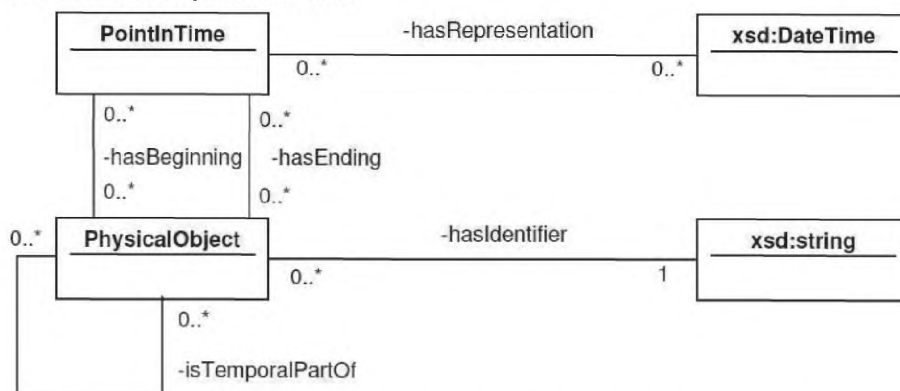 PointInTime
-hasRepresentation
xsd:DateTime
0..*
0..*
0..*
0..*
-hasBeginning
-hasEnding
0..*
0..*
0..*
PhysicalObject
-hasIdentifier
xsd:string
0..*
1
0..*
-isTemporalPartOf